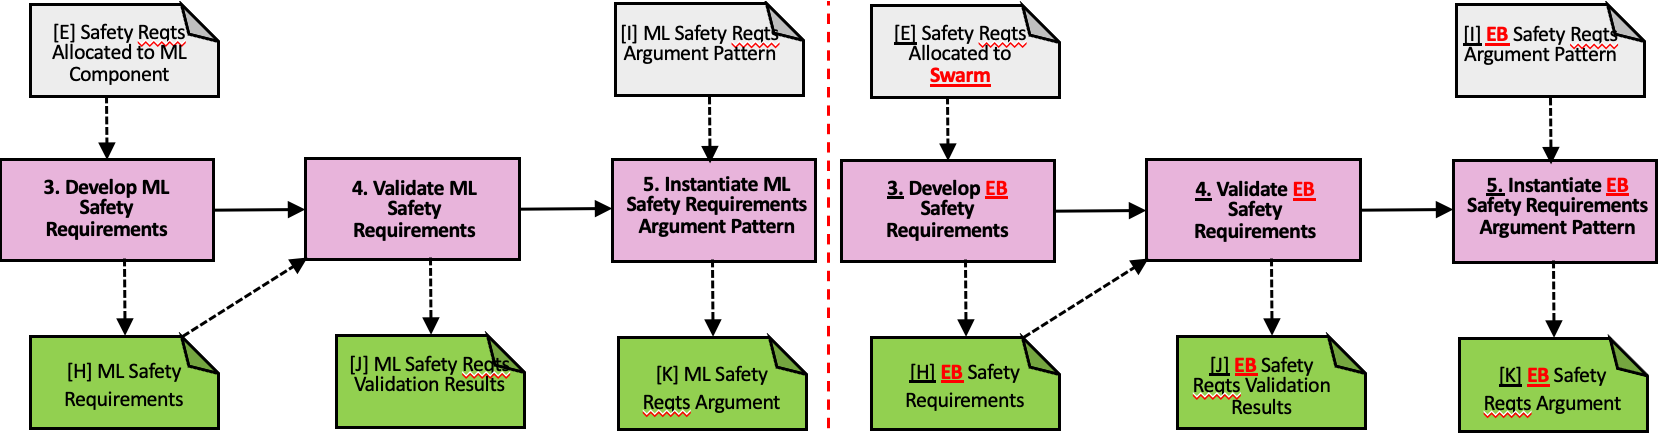 [E] Safety Reqts
Allocated to ML
Component
[I] ML Safety Reqts
Argument Pattern
3. Develop ML
Safety
Requirements
4. Validate ML
Safety
Requirements
5. Instantiate ML
Safety Requirements
Argument Pattern
[H] ML Safety
Requirements
[J] ML Safety Reqts
Validation Results
[K] ML Safety
Reqts Argument
[E] Safety Reqts
Allocated to
Swarm
[I] EB Safety Reqts
Argument Pattern
3. Develop EB
Safety
Requirements
4. Validate EB
Safety
Requirements
5. Instantiate EB
Safety Requirements
Argument Pattern
[H] EB Safety
Requirements
[J] EB Safety
Reqts Validation
Results
[K] EB Safety
Reqts Argument